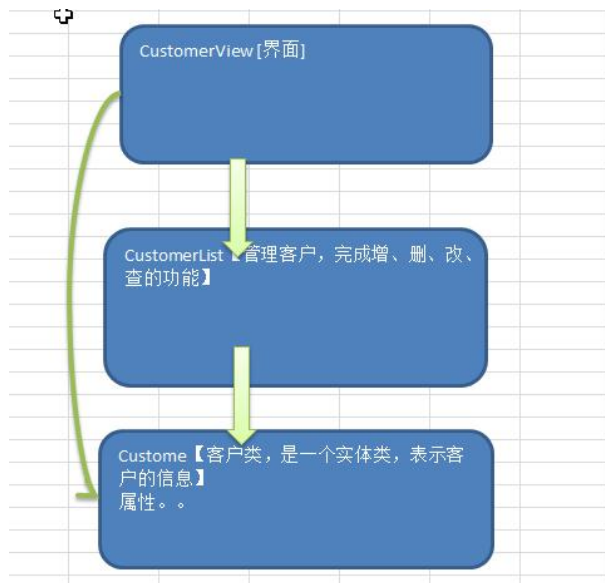 CustomerView [界面]
CustomerList【管理客户，完成增、删、改、
查的功能】
Custome【客户类，是一个实体类，表示客
户的信息】
属性。。